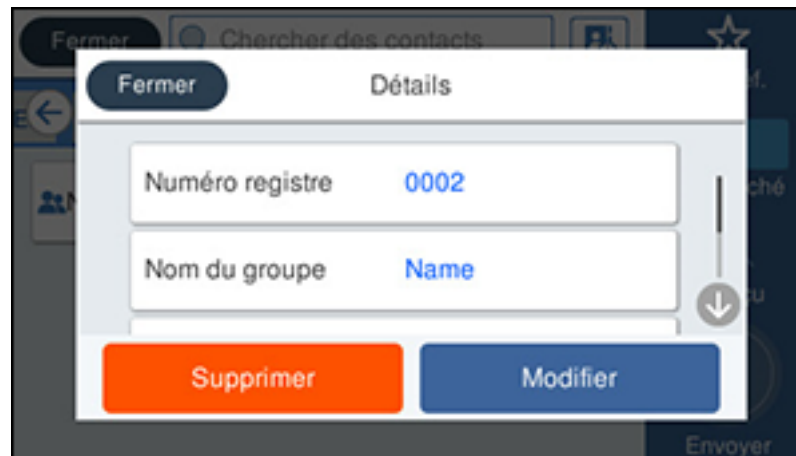 Fermer
Chercher des contacts
Fermer
Détails
Numéro registre 0002
Nom du groupe Name
Supprimer
Modifier
Envoyer